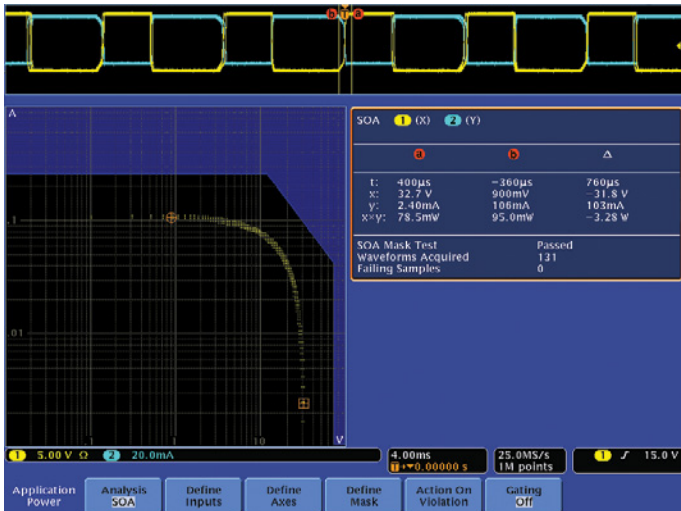 b T a
A
.1
.01
.1 1 10 V
SOA 1 (X) 2 (Y)
a b Δ
t: 400µs −360µs 760µs
x: 32.7 V 900mV −31.8 V
y: 2.40mA 106mA 103mA
x×y: 78.5mW 95.0mW −3.28 W
SOA Mask Test Passed
Waveforms Acquired 131
Failing Samples 0
1 5.00 V Ω 2 20.0mA
4.00ms
T→▼0.00000 s
25.0MS/s
1M points
1 ∫ 15.0 V
Application
Power
Analysis
SOA
Define
Inputs
Define
Axes
Define
Mask
Action On
Violation
Gating
Off